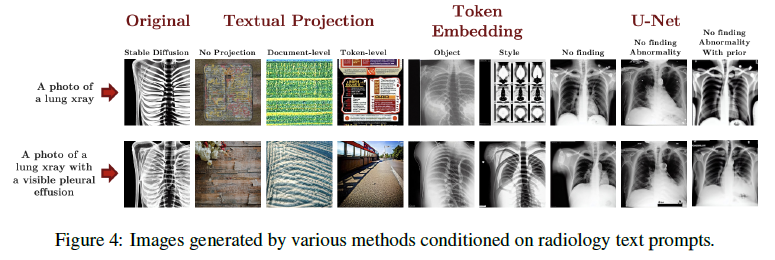 Original
Textual Projection
Token
Embedding
U-Net
Stable Diffusion
No Projection
Document-level
Token-level
Object
Style
No finding
No finding
Abnormality
No finding
Abnormality
With prior
A photo of
a lung xray
A photo of a
lung xray with
a visible pleural
effusion
Figure 4: Images generated by various methods conditioned on radiology text prompts.